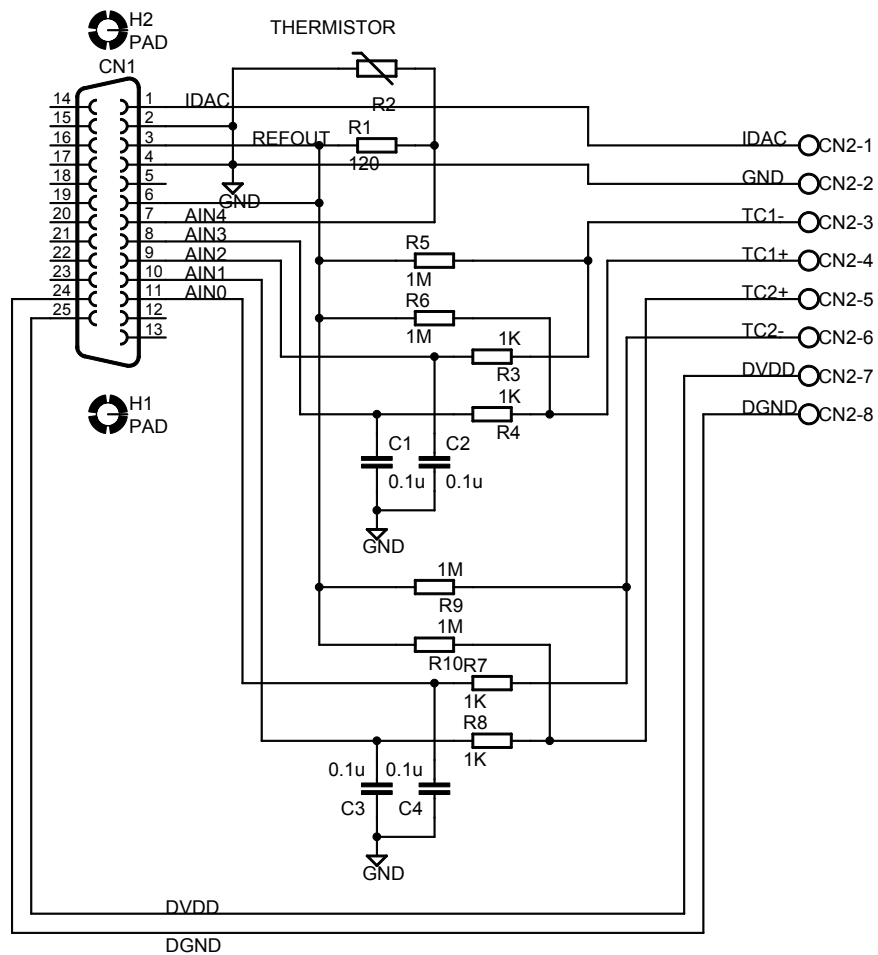 H2
PAD
THERMISTOR
CN1
R2
14
1
IDAC
15
2
R1
16
3
REFOUT
120
IDAC
CN2-1
17
4
18
5
GND
GND
CN2-2
19
6
20
7
AIN4
TC1-
CN2-3
21
8
AIN3
22
9
AIN2
R5
1M
TC1+
CN2-4
23
10
AIN1
24
11
AIN0
R6
1M
TC2+
CN2-5
25
12
13
1K
R3
TC2-
CN2-6
DVDD
CN2-7
H1
PAD
1K
R4
DGND
CN2-8
C1
C2
0.1u
0.1u
GND
1M
R9
1M
R10
R7
1K
R8
1K
0.1u
0.1u
C3
C4
GND
DVDD
DGND